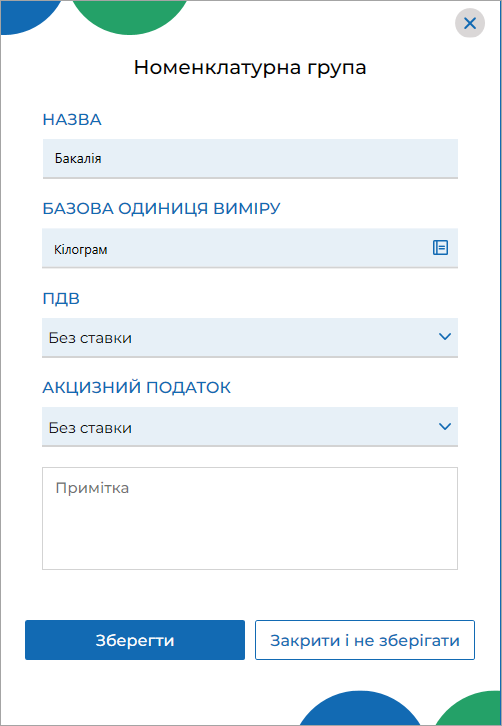 Номенклатурна група
НАЗВА
Бакалія
БАЗОВА ОДИНИЦЯ ВИМІРУ
Кілограм
ПДВ
Без ставки
АКЦИЗНИЙ ПОДАТОК
Без ставки
Примітка
Зберегти
Закрити і не зберігати